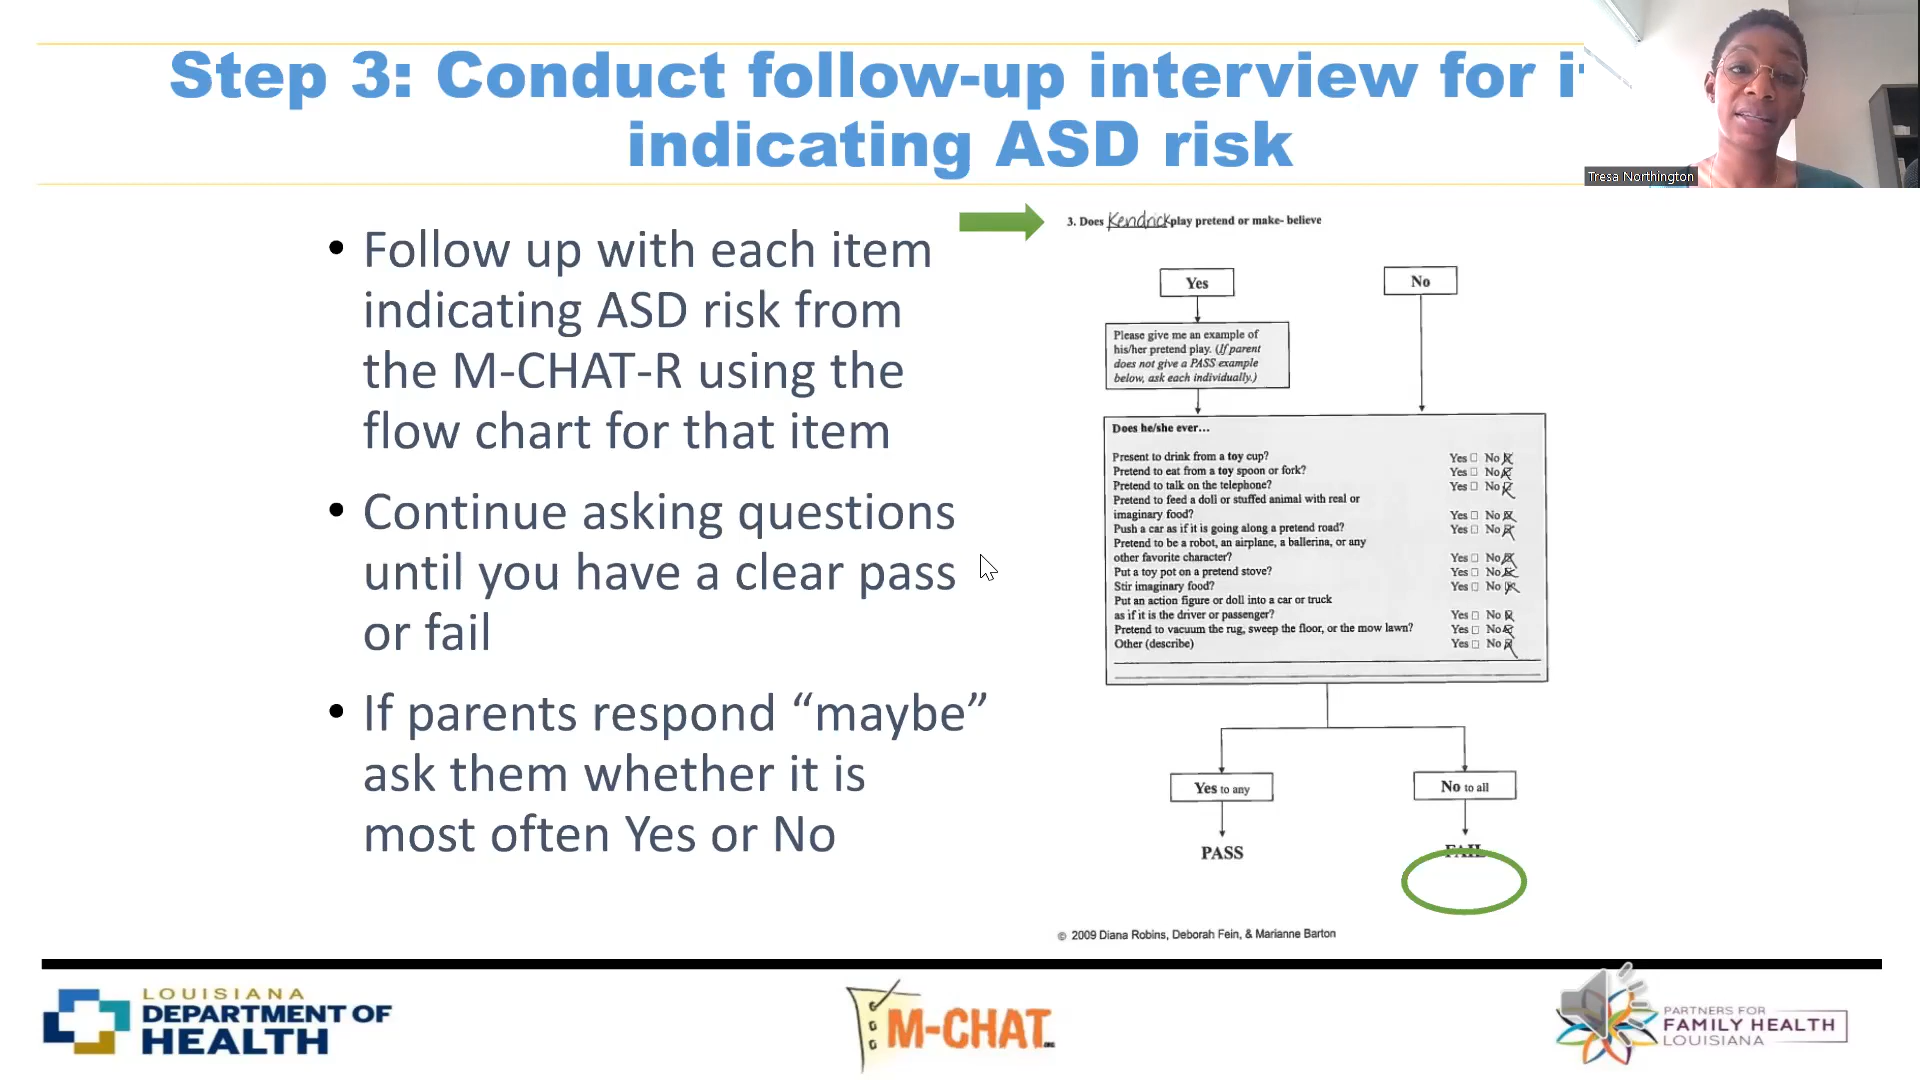 Step 3: Conduct follow-up interview for it
indicating ASD risk
Tresa Northington
• Follow up with each item
indicating ASD risk from
the M-CHAT-R using the
flow chart for that item
• Continue asking questions
until you have a clear pass
or fail
• If parents respond “maybe”
ask them whether it is
most often Yes or No
3. Does Kendrick play pretend or make- believe
Yes
No
Please give me an example of
his/her pretend play. (If parent
does not give a PASS example
below, ask each individually.)
Does he/she ever...
Present to drink from a toy cup? Yes □ No ☒
Pretend to eat from a toy spoon or fork? Yes □ No ☒
Pretend to talk on the telephone? Yes □ No ☒
Pretend to feed a doll or stuffed animal with real or
imaginary food? Yes □ No ☒
Push a car as if it is going along a pretend road? Yes □ No ☒
Pretend to be a robot, an airplane, a ballerina, or any
other favorite character? Yes □ No ☒
Put a toy pot on a pretend stove? Yes □ No ☒
Stir imaginary food? Yes □ No ☒
Put an action figure or doll into a car or truck
as if it is the driver or passenger? Yes □ No ☒
Pretend to vacuum the rug, sweep the floor, or the mow lawn? Yes □ No ☒
Other (describe) Yes □ No ☒
Yes to any
No to all
PASS
FAIL
© 2009 Diana Robins, Deborah Fein, & Marianne Barton
LOUISIANA
DEPARTMENT OF
HEALTH
M-CHAT
PARTNERS FOR
FAMILY HEALTH
LOUISIANA